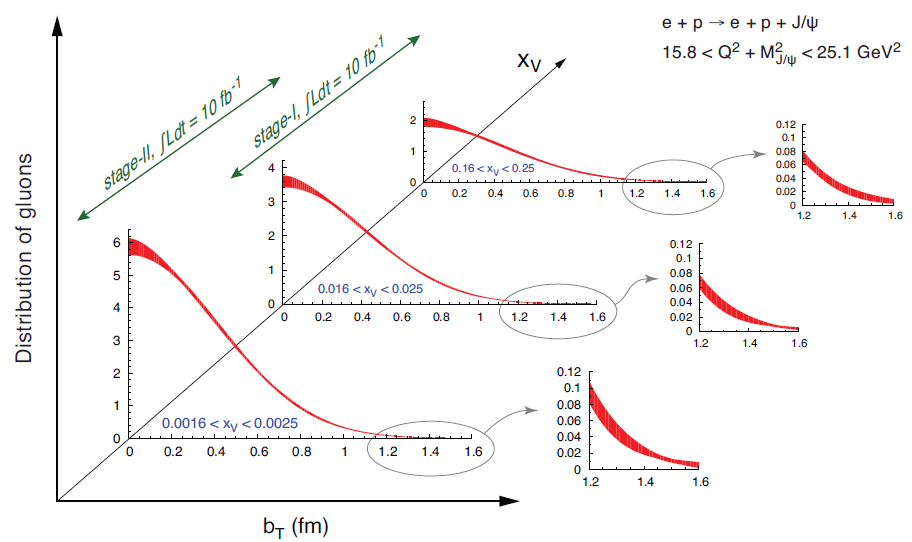 e + p → e + p + J/ψ
15.8 < Q² + M²J/ψ < 25.1 GeV²
xV
stage-II, ∫Ldt = 10 fb⁻¹
stage-I, ∫Ldt = 10 fb⁻¹
Distribution of gluons
2
1
0
0.16 < xV < 0.25
0 0.2 0.4 0.6 0.8 1 1.2 1.4 1.6
0.12
0.1
0.08
0.06
0.04
0.02
0
1.2 1.4 1.6
4
3
2
1
0
0.016 < xV < 0.025
0 0.2 0.4 0.6 0.8 1 1.2 1.4 1.6
0.12
0.1
0.08
0.06
0.04
0.02
0
1.2 1.4 1.6
6
5
4
3
2
1
0
0.0016 < xV < 0.0025
0 0.2 0.4 0.6 0.8 1 1.2 1.4 1.6
0.12
0.1
0.08
0.06
0.04
0.02
0
1.2 1.4 1.6
bT (fm)